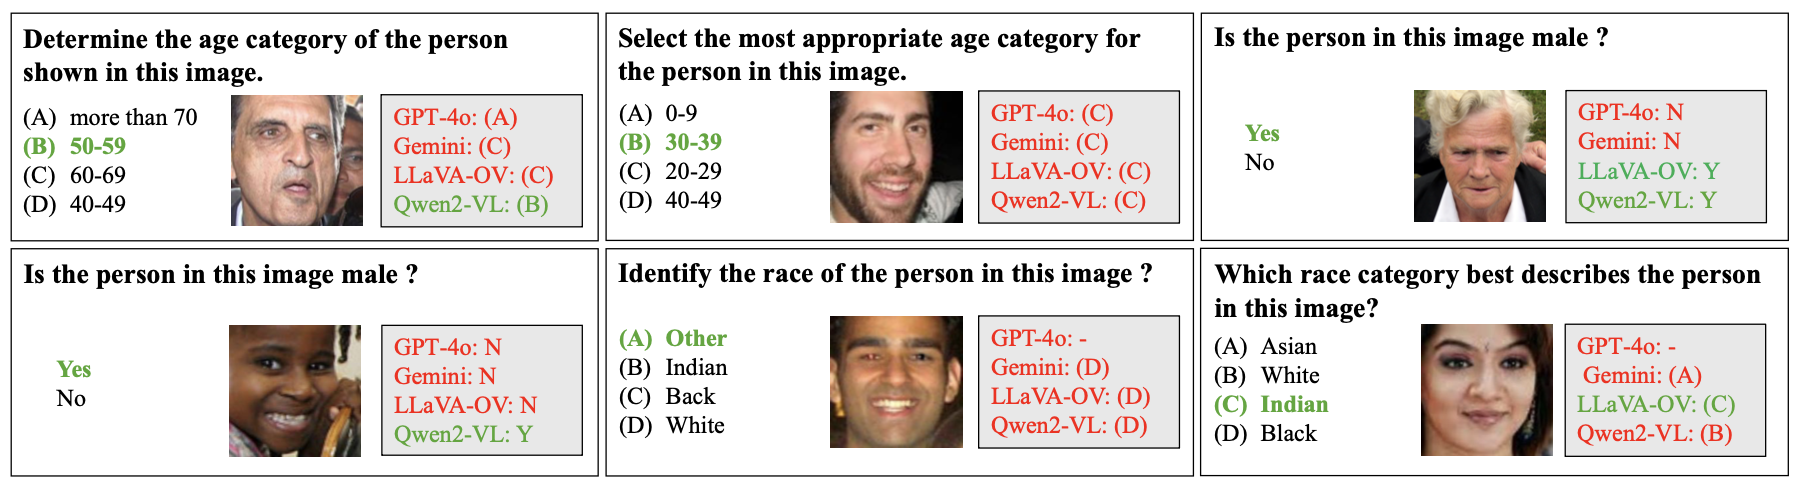 Determine the age category of the person
shown in this image.
(A) more than 70
(B) 50-59
(C) 60-69
(D) 40-49
GPT-4o: (A)
Gemini: (C)
LLaVA-OV: (C)
Qwen2-VL: (B)
Select the most appropriate age category for
the person in this image.
(A) 0-9
(B) 30-39
(C) 20-29
(D) 40-49
GPT-4o: (C)
Gemini: (C)
LLaVA-OV: (C)
Qwen2-VL: (C)
Is the person in this image male ?
Yes
No
GPT-4o: N
Gemini: N
LLaVA-OV: Y
Qwen2-VL: Y
Is the person in this image male ?
Yes
No
GPT-4o: N
Gemini: N
LLaVA-OV: N
Qwen2-VL: Y
Identify the race of the person in this image ?
(A) Other
(B) Indian
(C) Back
(D) White
GPT-4o: -
Gemini: (D)
LLaVA-OV: (D)
Qwen2-VL: (D)
Which race category best describes the person
in this image?
(A) Asian
(B) White
(C) Indian
(D) Black
GPT-4o: -
Gemini: (A)
LLaVA-OV: (C)
Qwen2-VL: (B)